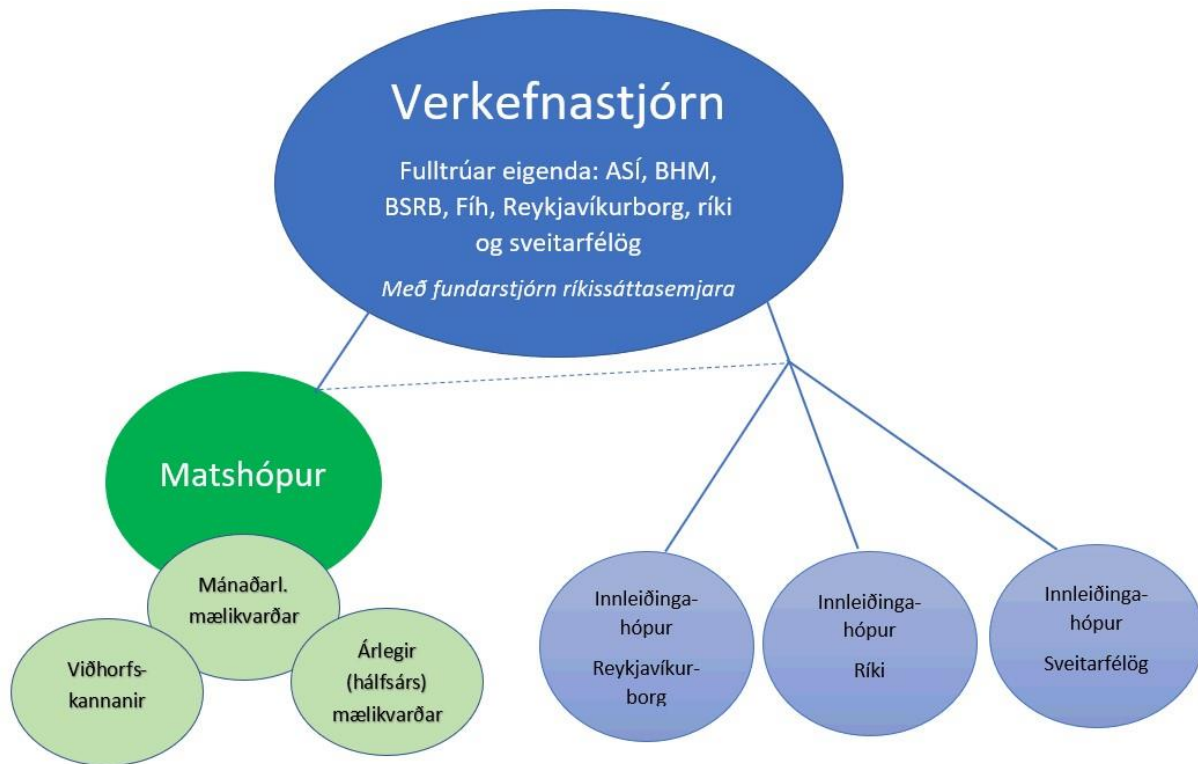 Verkefnastjórn
Fulltrúar eigenda: ASÍ, BHM,
BSRB, Fíh, Reykjavíkurborg, ríki
og sveitarfélög
Með fundarstjórn ríkissáttasemjara
Matshópur
Mánaðarl.
mælikvarðar
Viðhorfs-
kannanir
Árlegir
(hálfsárs)
mælikvarðar
Innleiðinga-
hópur
Reykjavíkur-
borg
Innleiðinga-
hópur
Ríki
Innleiðinga-
hópur
Sveitarfélög